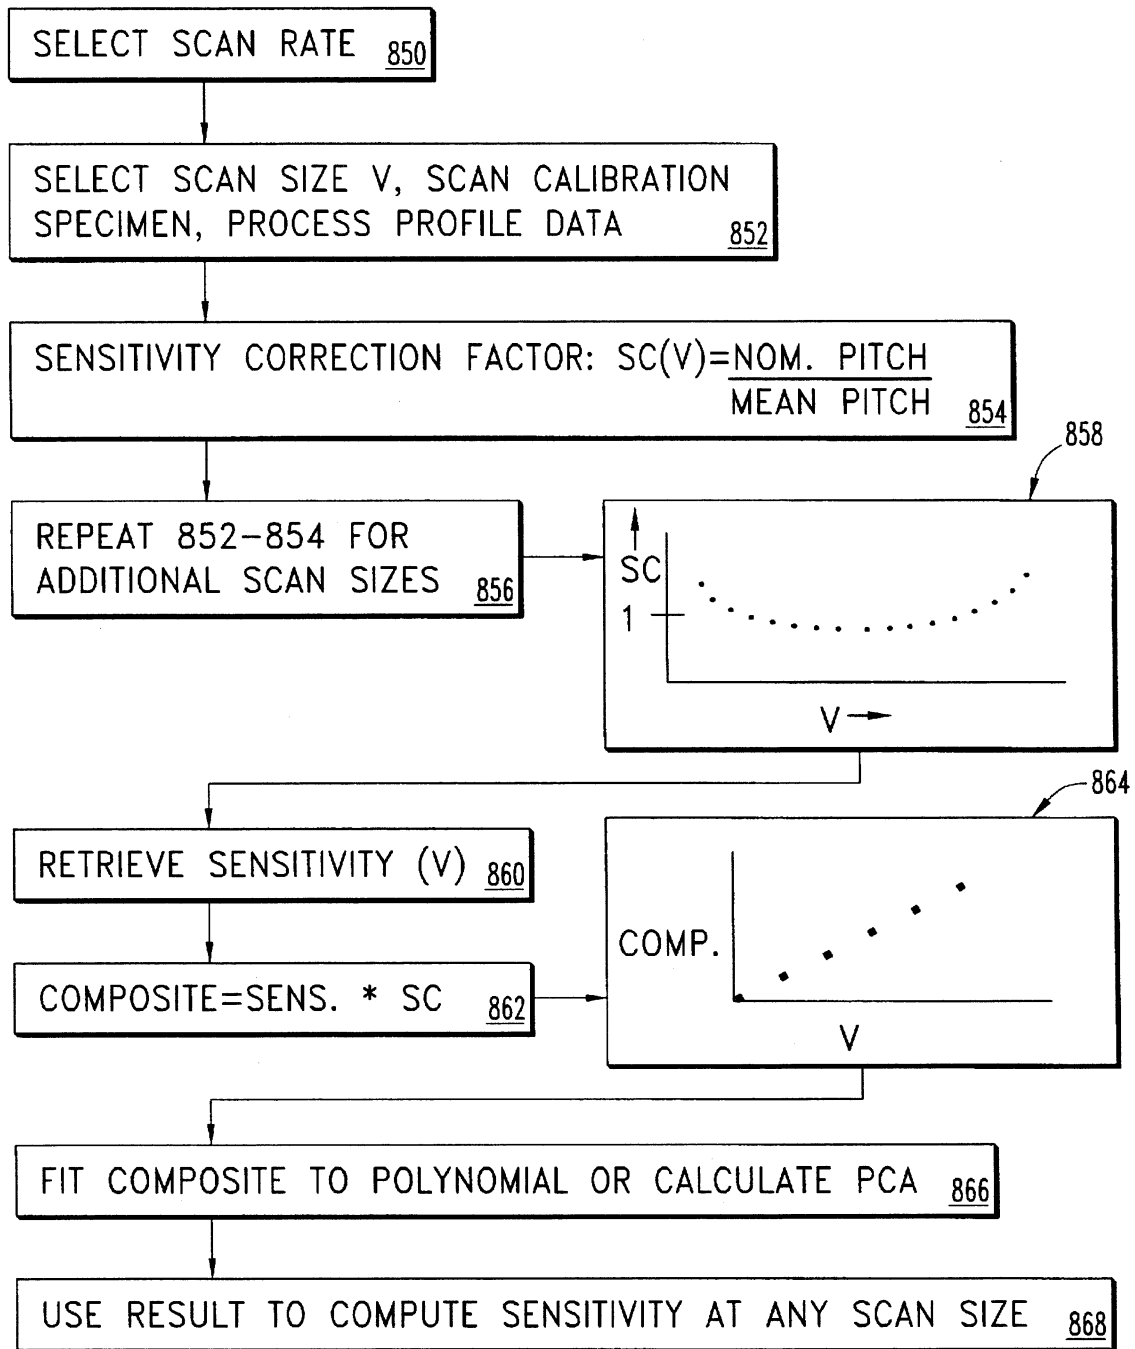 SELECT SCAN RATE 850
SELECT SCAN SIZE V, SCAN CALIBRATION
SPECIMEN, PROCESS PROFILE DATA 852
SENSITIVITY CORRECTION FACTOR: SC(V)=NOM. PITCH
MEAN PITCH 854
858
REPEAT 852-854 FOR
ADDITIONAL SCAN SIZES 856
SC
1
V
864
RETRIEVE SENSITIVITY (V) 860
COMPOSITE=SENS. * SC 862
COMP.
V
FIT COMPOSITE TO POLYNOMIAL OR CALCULATE PCA 866
USE RESULT TO COMPUTE SENSITIVITY AT ANY SCAN SIZE 868